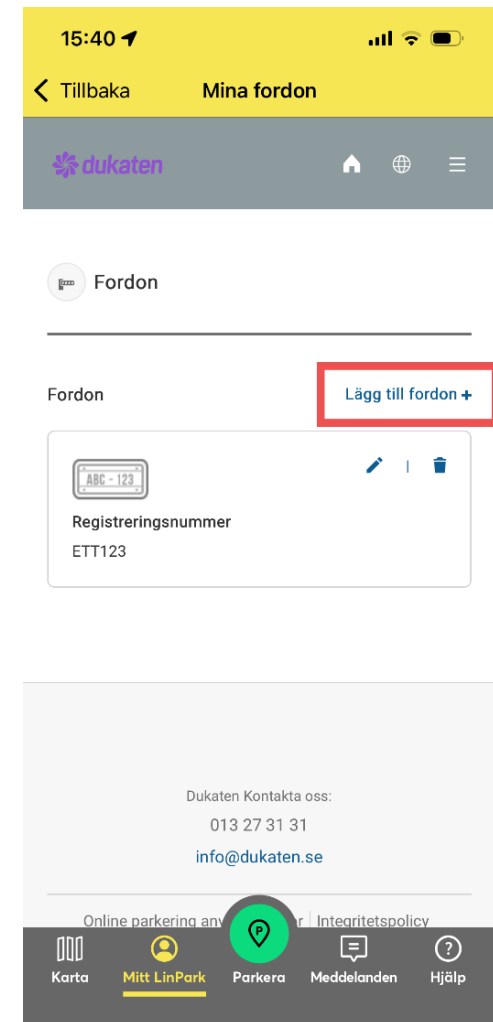 15:40
Tillbaka Mina fordon
dukaten
Fordon
Fordon Lägg till fordon +
ABC - 123
Registreringsnummer
ETT123
Dukaten Kontakta oss:
013 27 31 31
info@dukaten.se
Online parkering Integritetspolicy
P
Karta Mitt LinPark Parkera Meddelanden Hjälp